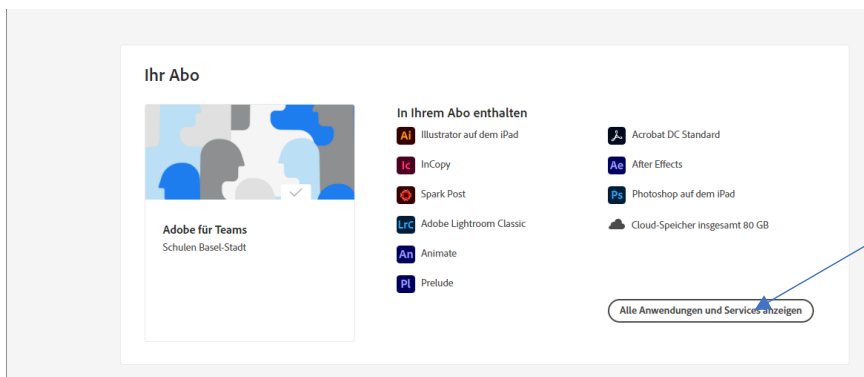 Ihr Abo
Adobe für Teams
Schulen Basel-Stadt
In Ihrem Abo enthalten
Ai Illustrator auf dem iPad
Ic InCopy
Spark Post
LrC Adobe Lightroom Classic
An Animate
Pl Prelude
Acrobat DC Standard
Ae After Effects
Ps Photoshop auf dem iPad
Cloud-Speicher insgesamt 80 GB
Alle Anwendungen und Services anzeigen